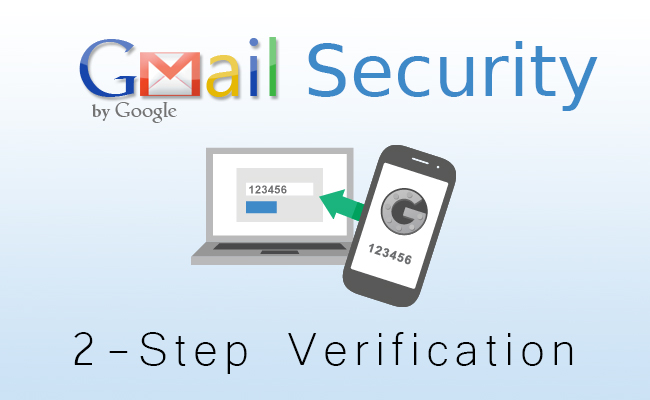 Gmail Security
by Google
123456
123456
2-Step Verification